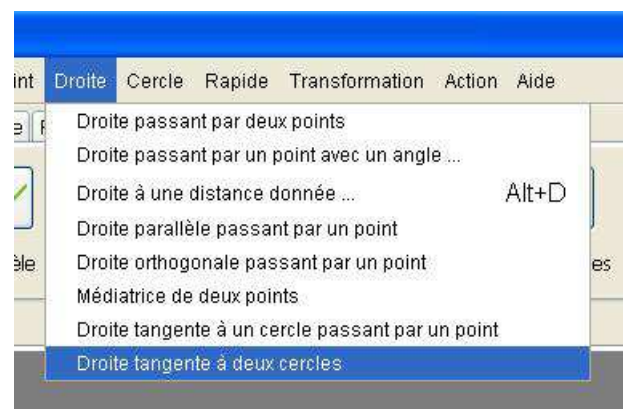 int Droite Cercle Rapide Transformation Action Aide
e
Droite passant par deux points
Droite passant par un point avec un angle ...
Droite à une distance donnée ... Alt+D
Droite parallèle passant par un point
èle Droite orthogonale passant par un point es
Médiatrice de deux points
Droite tangente à un cercle passant par un point
Droite tangente à deux cercles